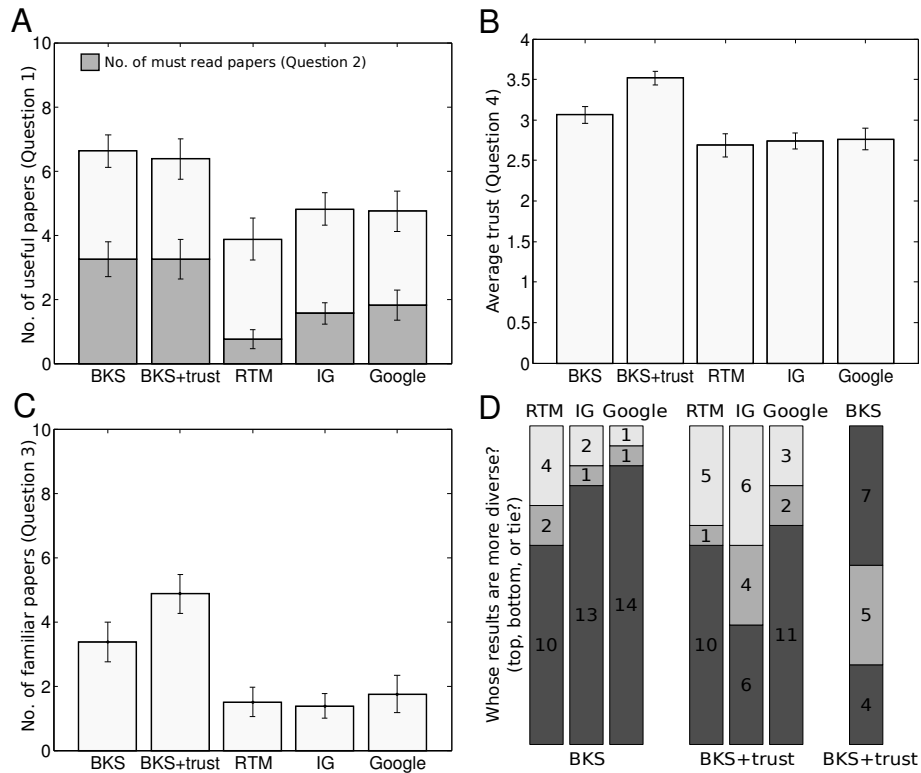 A
No. of useful papers (Question 1)
10
8
6
4
2
0
No. of must read papers (Question 2)
BKS BKS+trust RTM IG Google
B
Average trust (Question 4)
4
3.5
3
2.5
2
1.5
1
0.5
0
BKS BKS+trust RTM IG Google
C
No. of familiar papers (Question 3)
10
8
6
4
2
0
BKS BKS+trust RTM IG Google
D
Whose results are more diverse?
(top, bottom, or tie?)
RTM IG Google
4 2 1
2 1 1
10 13 14
BKS
RTM IG Google
5 6 3
1 4 2
10 6 11
BKS+trust
BKS
7
5
4
BKS+trust